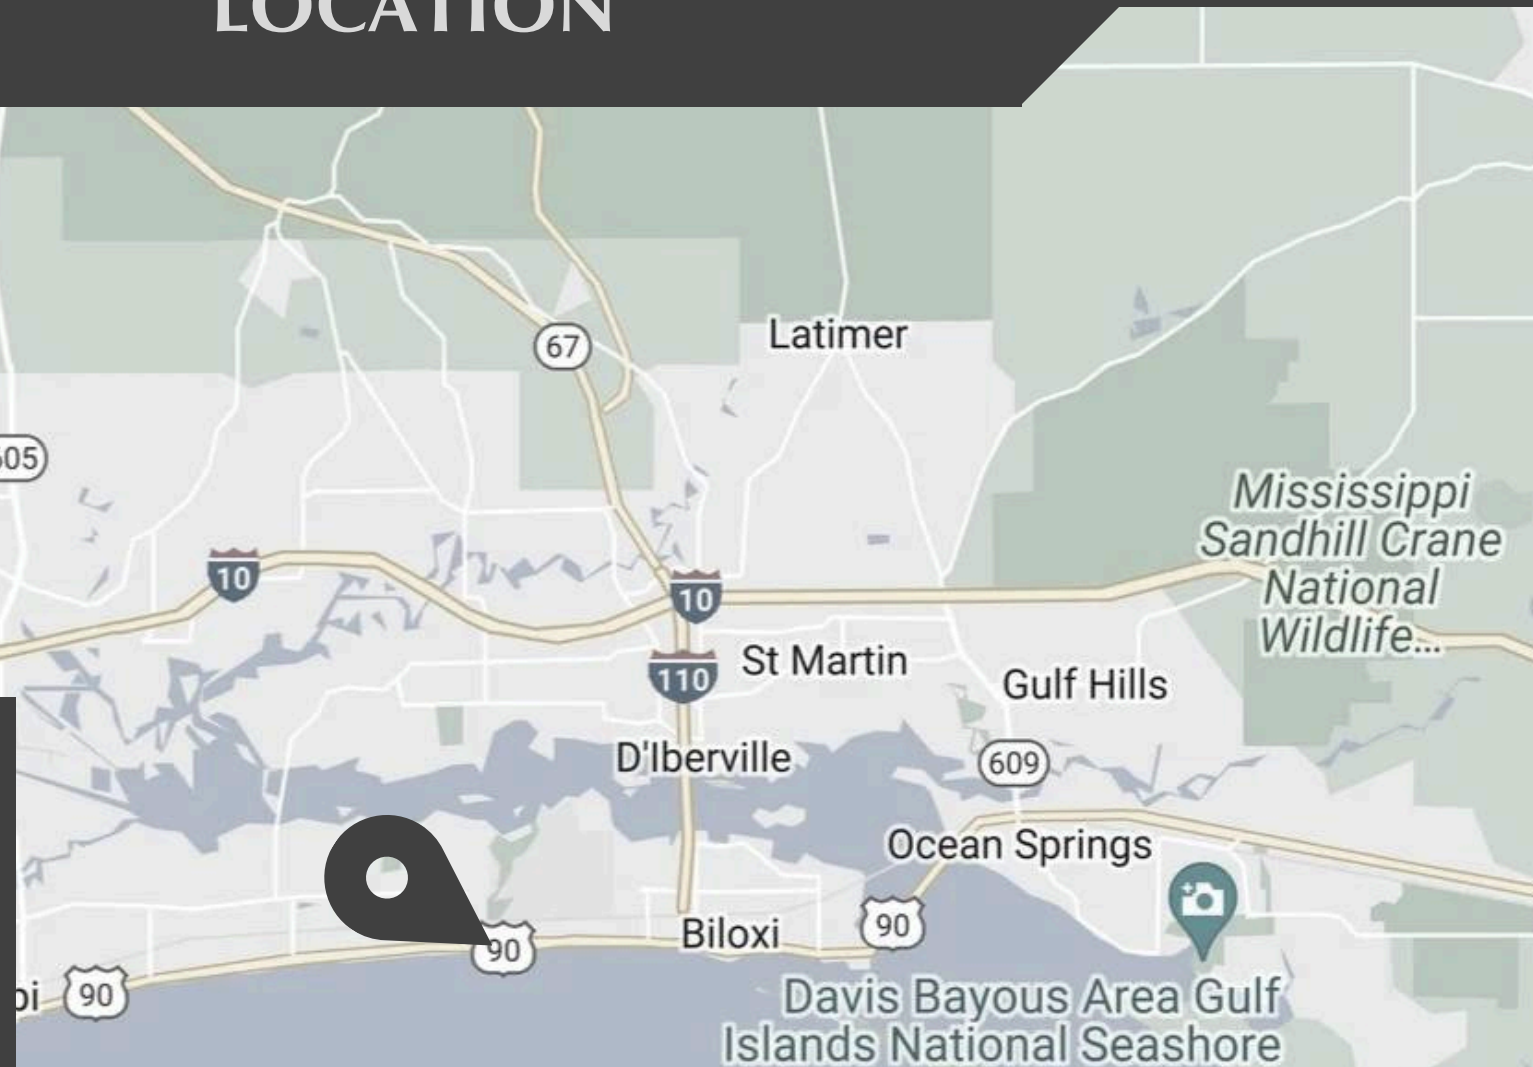 LOCATION
Latimer
67
605
Mississippi
Sandhill Crane
National
Wildlife...
10
10
110
St Martin
Gulf Hills
D'Iberville
609
Ocean Springs
90
Biloxi
90
90
Davis Bayous Area Gulf
Islands National Seashore